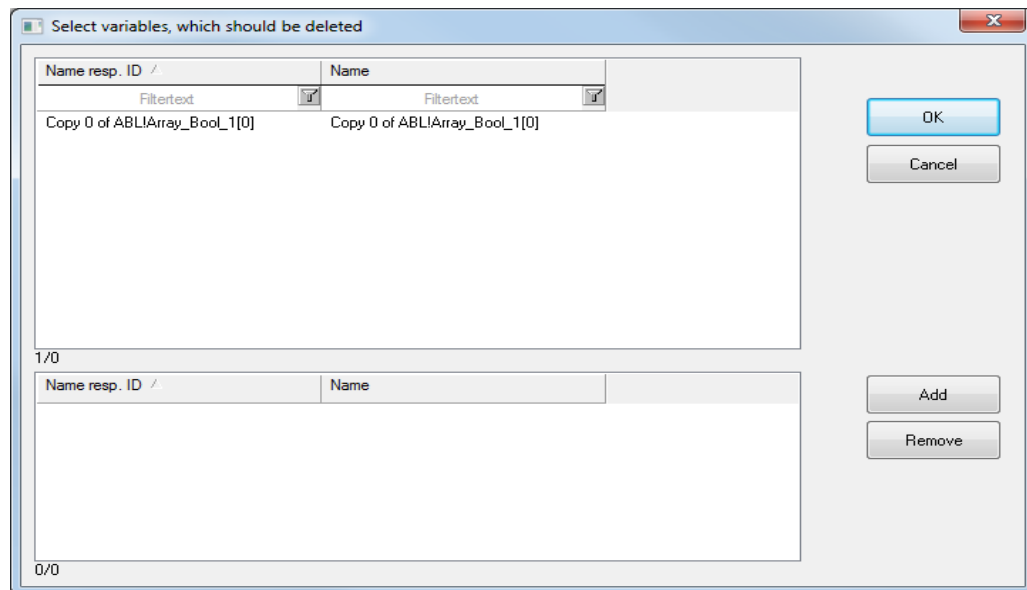 Select variables, which should be deleted
Name resp. ID Name
Filtertext Filtertext
Copy 0 of ABL!Array_Bool_1[0] Copy 0 of ABL!Array_Bool_1[0]
OK
Cancel
1/0
Name resp. ID Name
Add
Remove
0/0